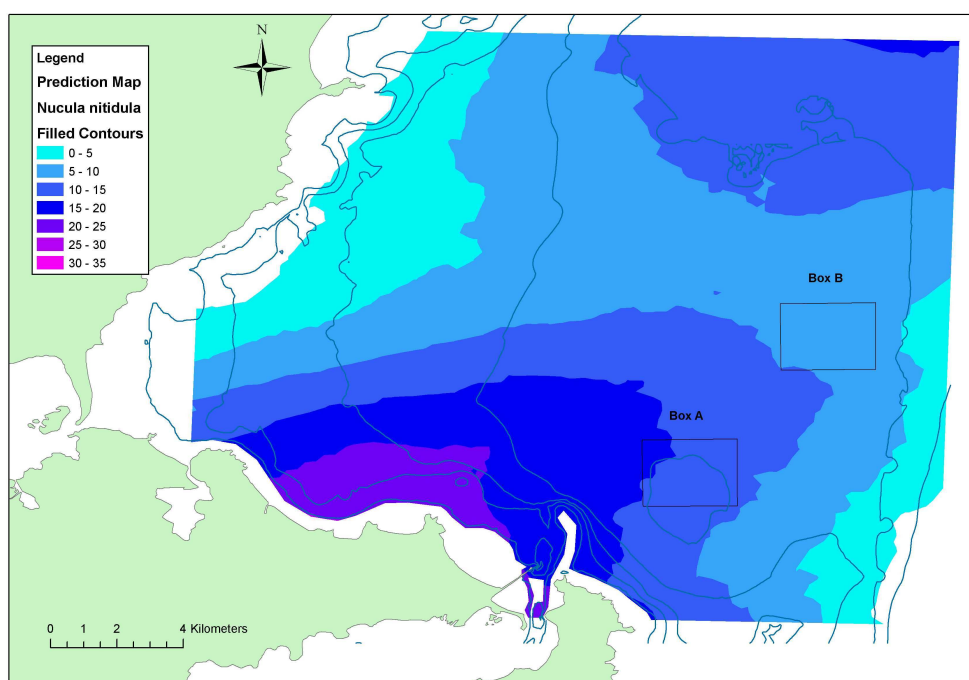 N
Legend
Prediction Map
Nucula nitidula
Filled Contours
0 - 5
5 - 10
10 - 15
15 - 20
20 - 25
25 - 30
30 - 35
Box B
Box A
0 1 2 4 Kilometers